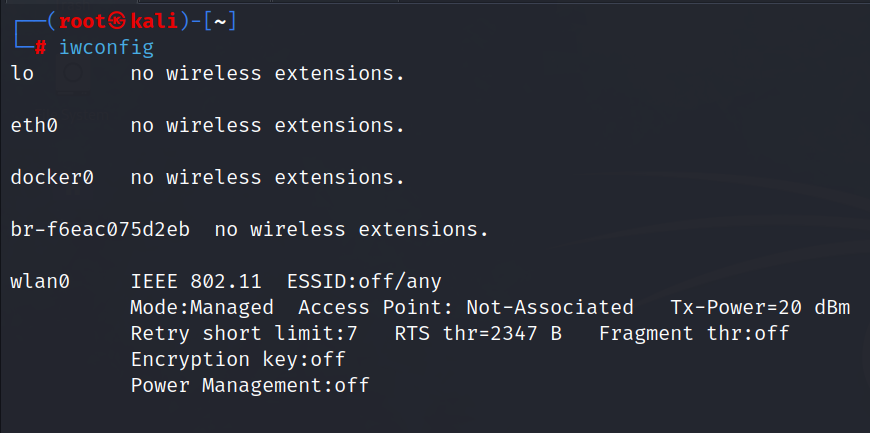 ┌──(root㉿kali)-[~]
└─# iwconfig
lo        no wireless extensions.
eth0      no wireless extensions.
docker0   no wireless extensions.
br-f6eac075d2eb  no wireless extensions.
wlan0     IEEE 802.11  ESSID:off/any
          Mode:Managed  Access Point: Not-Associated   Tx-Power=20 dBm
          Retry short limit:7   RTS thr=2347 B   Fragment thr:off
          Encryption key:off
          Power Management:off